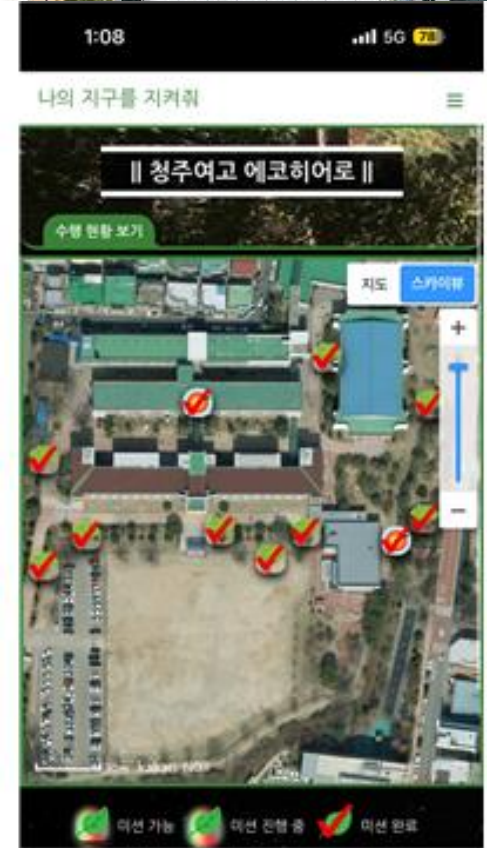 1:08
5G 78
나의 지구를 지켜줘
|| 청주여고 에코히어로 ||
수행 현황 보기
지도 스카이뷰
미션 가능 미션 진행 중 미션 완료